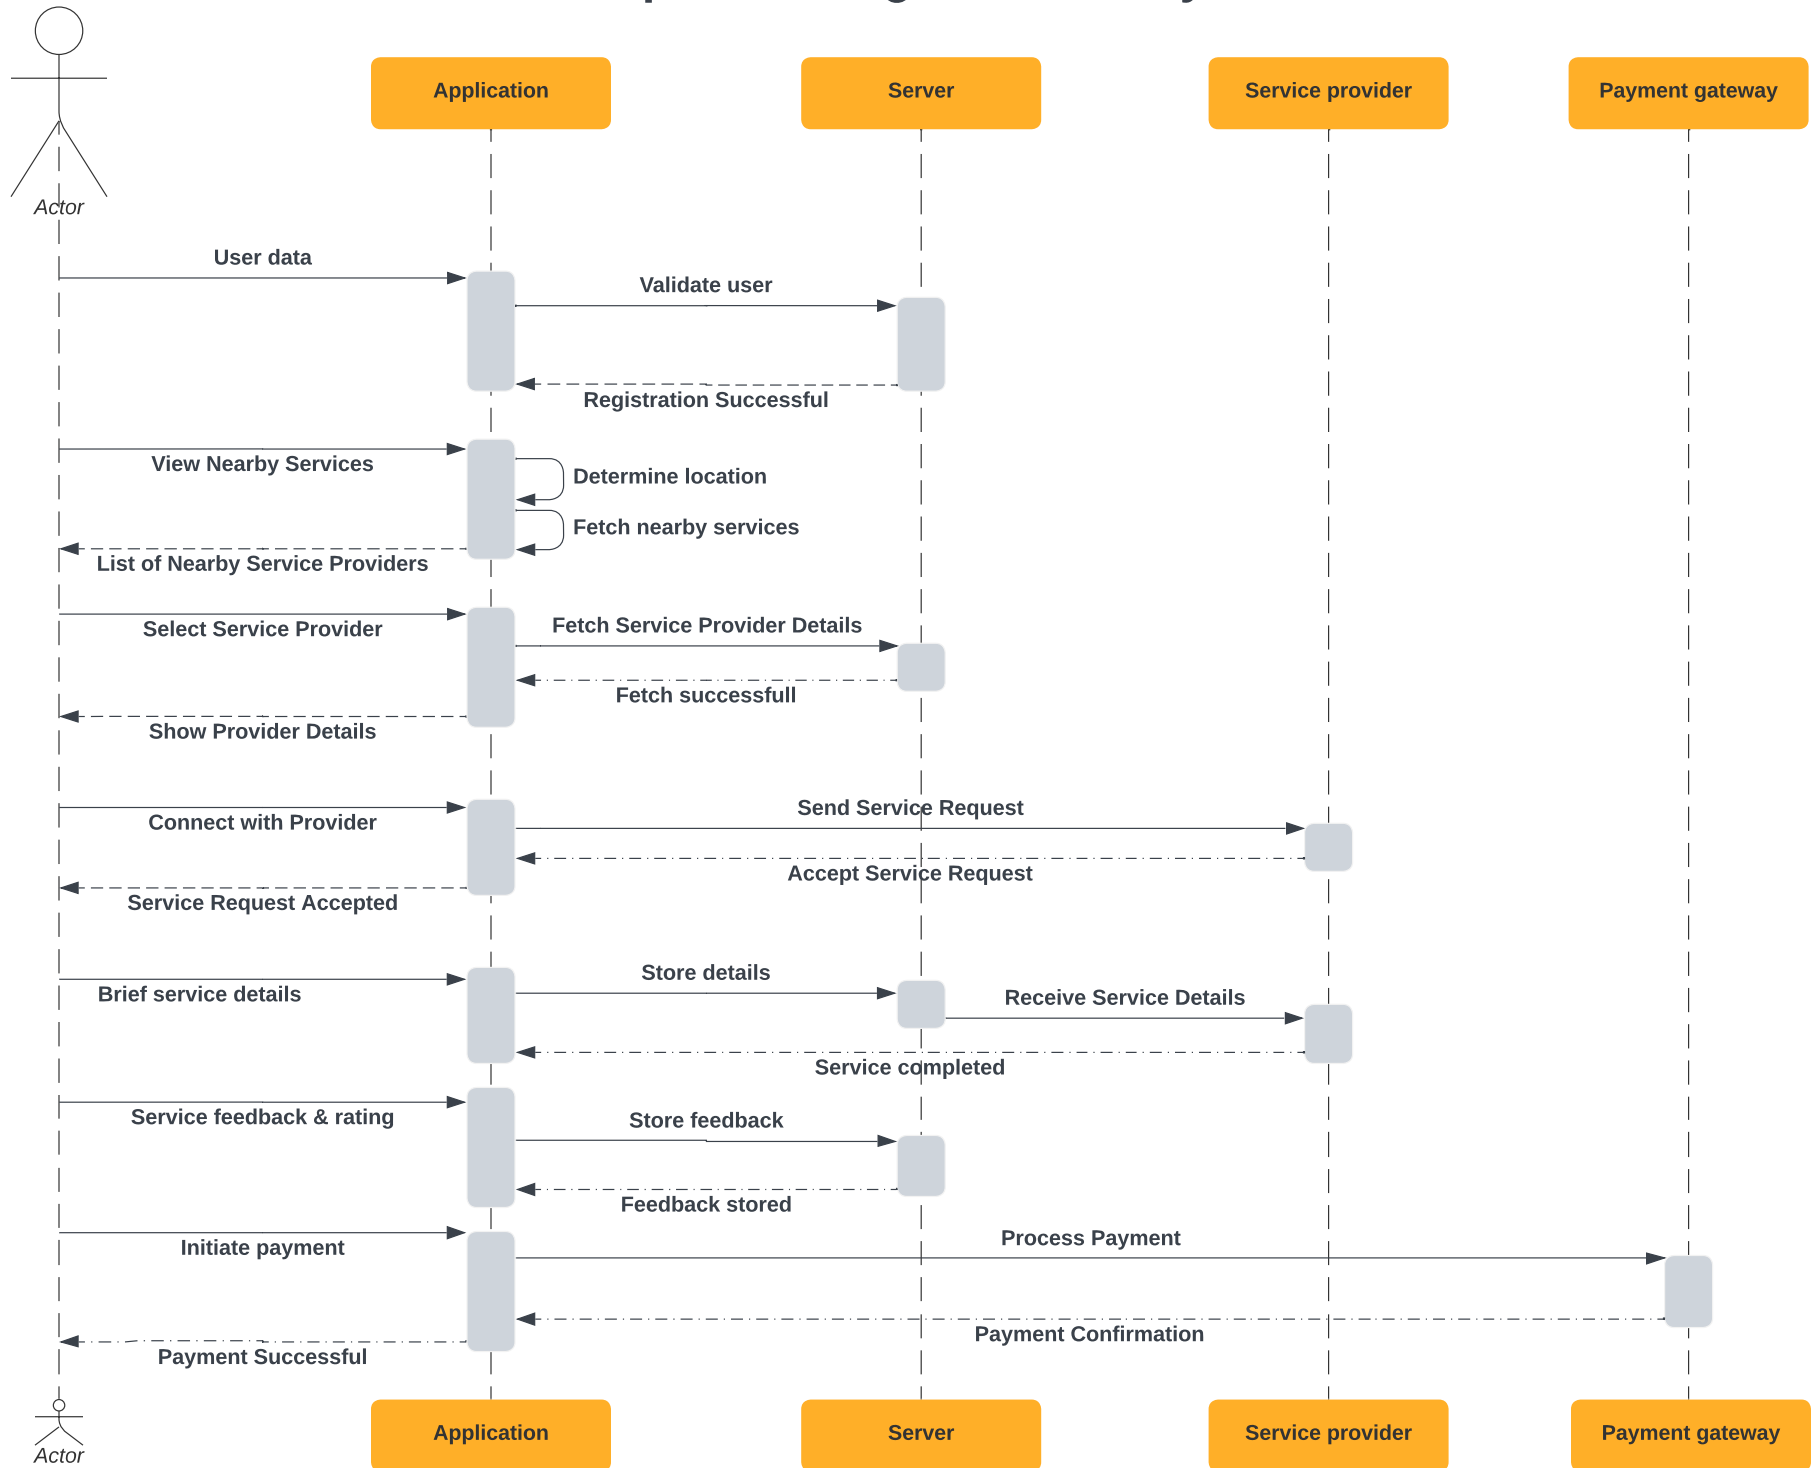 Application
Server
Service provider
Payment gateway
Actor
User data
Validate user
Registration Successful
View Nearby Services
Determine location
Fetch nearby services
List of Nearby Service Providers
Select Service Provider
Fetch Service Provider Details
Fetch successfull
Show Provider Details
Connect with Provider
Send Service Request
Accept Service Request
Service Request Accepted
Brief service details
Store details
Receive Service Details
Service completed
Service feedback & rating
Store feedback
Feedback stored
Initiate payment
Process Payment
Payment Confirmation
Payment Successful
Actor
Application
Server
Service provider
Payment gateway